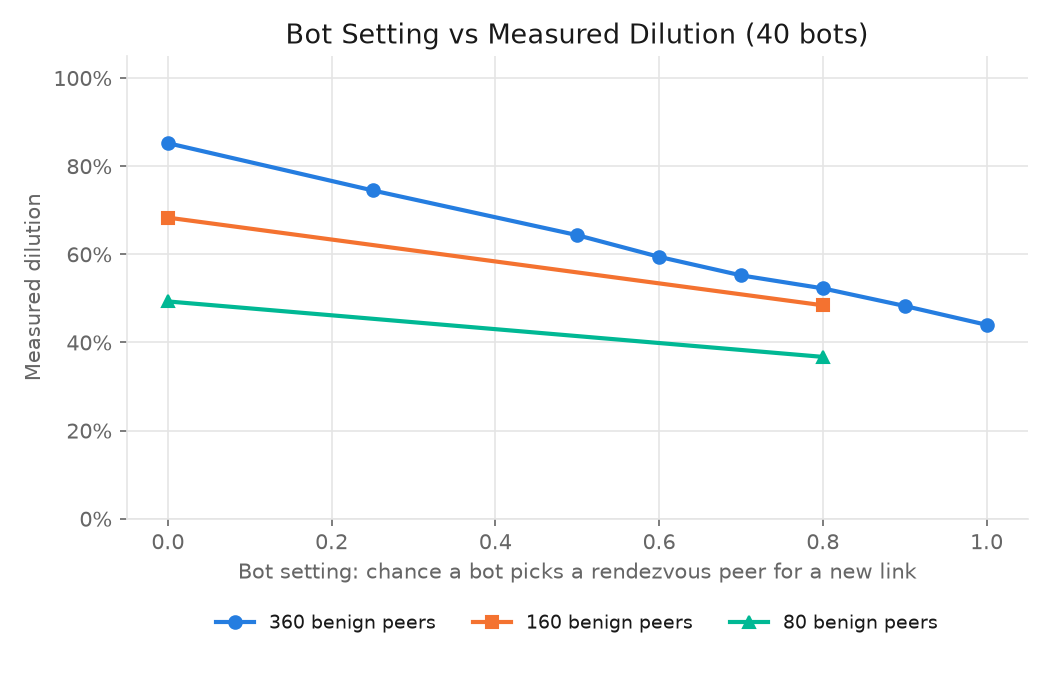 Bot Setting vs Measured Dilution (40 bots)
Measured dilution
100%
80%
60%
40%
20%
0%
0.0 0.2 0.4 0.6 0.8 1.0
Bot setting: chance a bot picks a rendezvous peer for a new link
360 benign peers 160 benign peers 80 benign peers